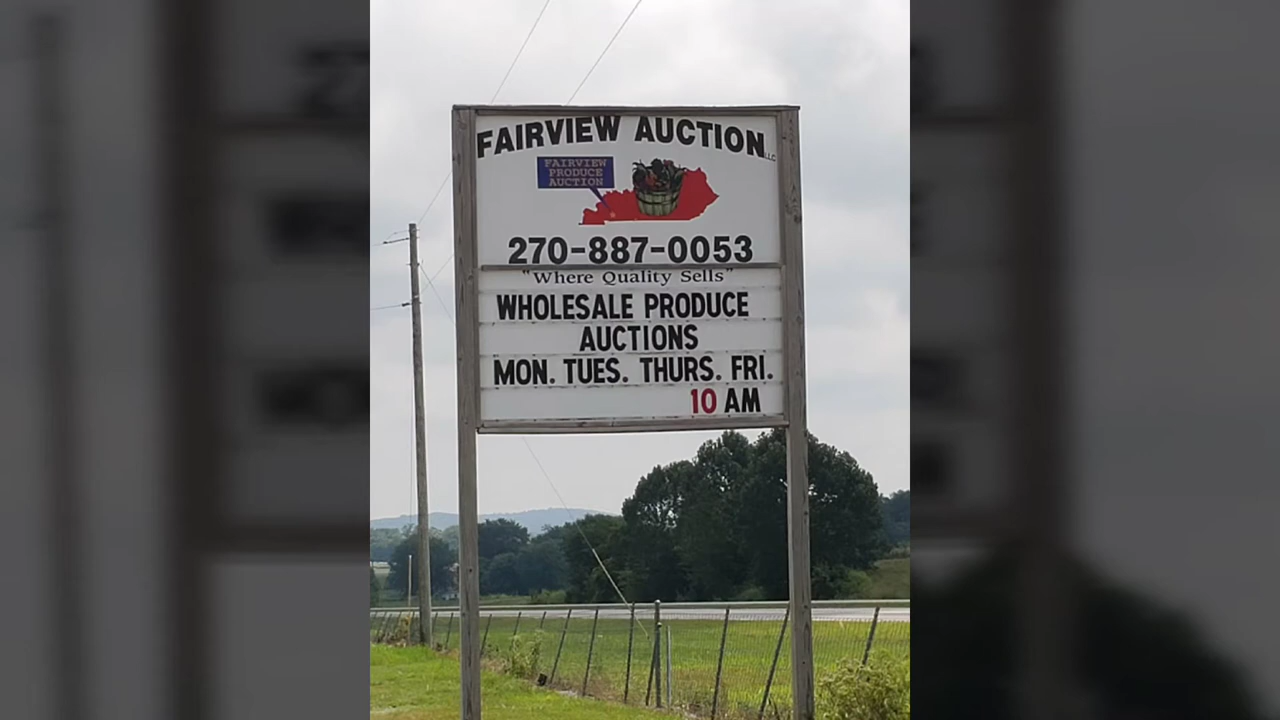 FAIRVIEW AUCTION LLC
FAIRVIEW
PRODUCE
AUCTION
270-887-0053
"Where Quality Sells"
WHOLESALE PRODUCE
AUCTIONS
MON. TUES. THURS. FRI.
10 AM